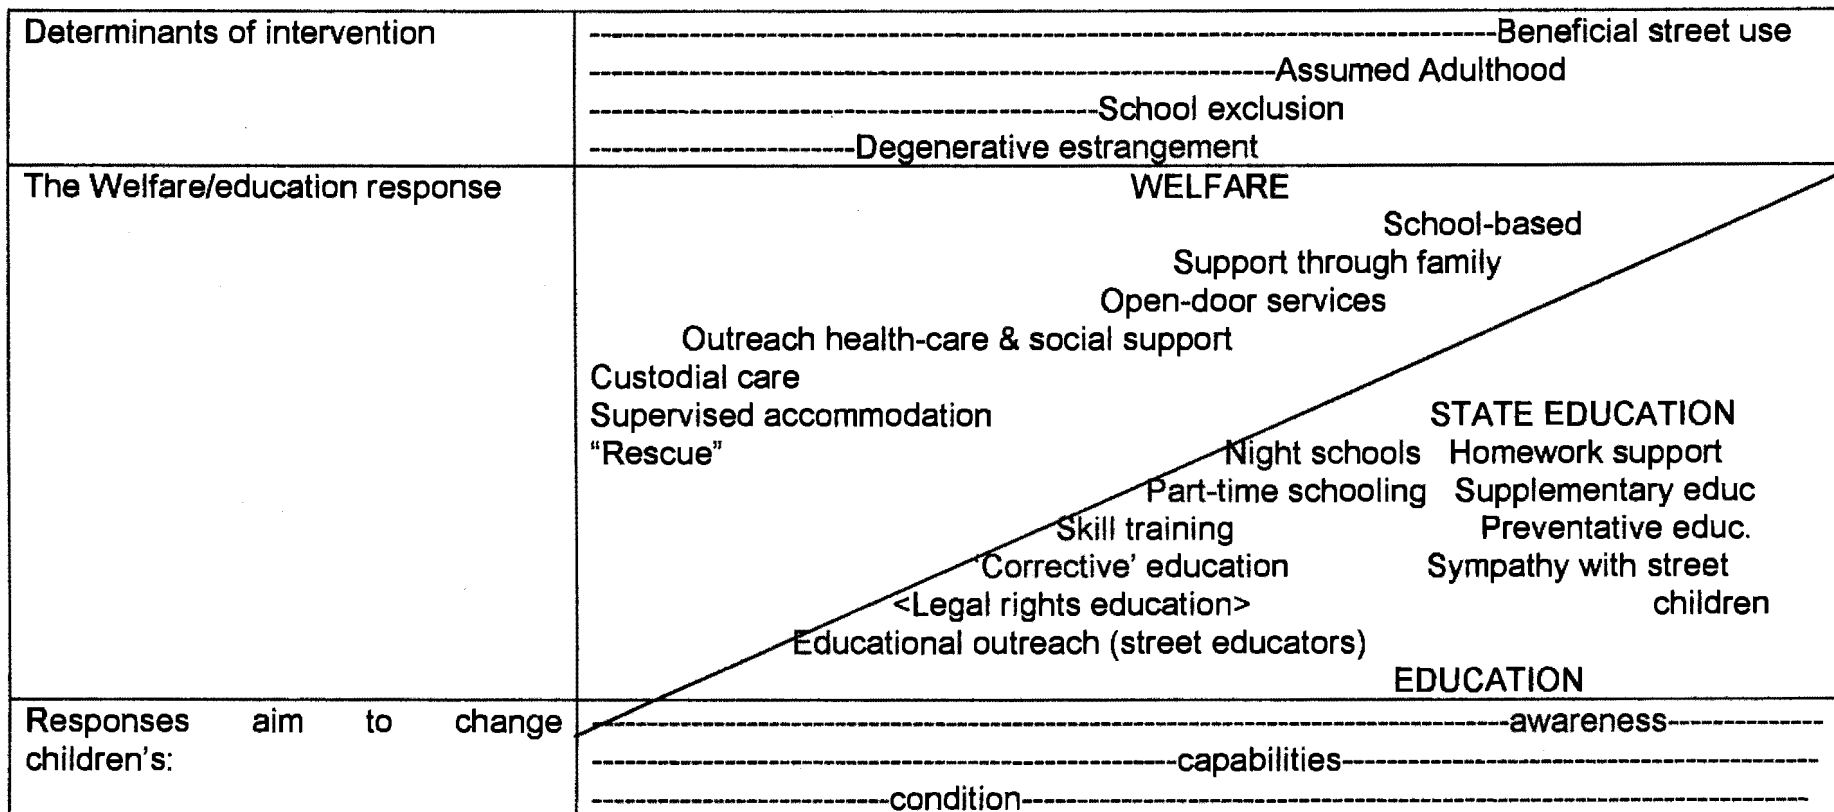 Determinants of intervention
Beneficial street use
Assumed Adulthood
School exclusion
Degenerative estrangement
The Welfare/education response
WELFARE
School-based
Support through family
Open-door services
Outreach health-care & social support
Custodial care
Supervised accommodation
STATE EDUCATION
“Rescue”
Night schools Homework support
Part-time schooling Supplementary educ
Skill training Preventative educ.
'Corrective' education Sympathy with street
<Legal rights education> children
Educational outreach (street educators)
EDUCATION
Responses aim to change
children's:
awareness
capabilities
condition